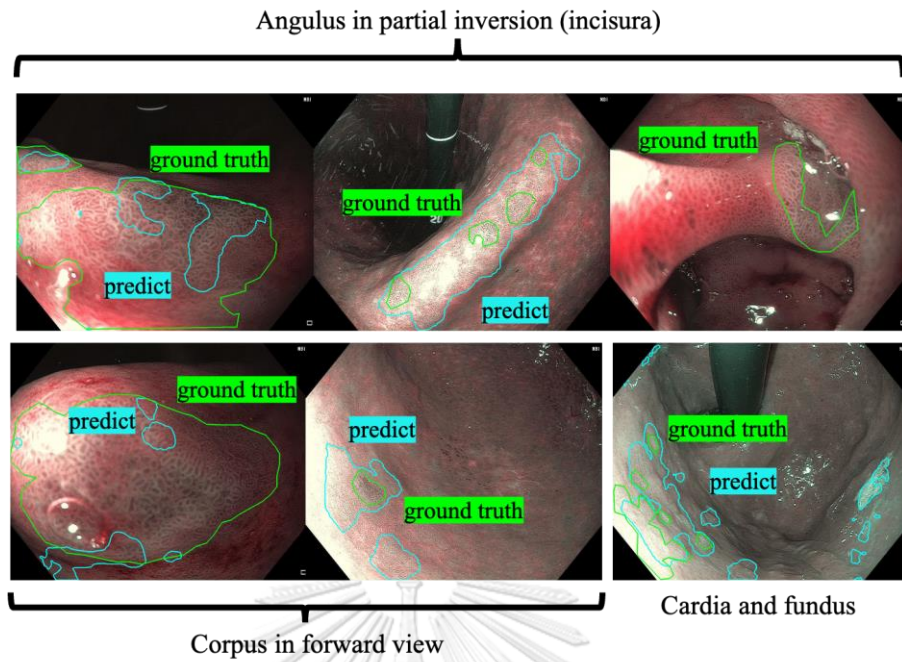 Angulus in partial inversion (incisura)
ground truth
predict
ground truth
predict
ground truth
ground truth
predict
predict
ground truth
ground truth
predict
Corpus in forward view
Cardia and fundus